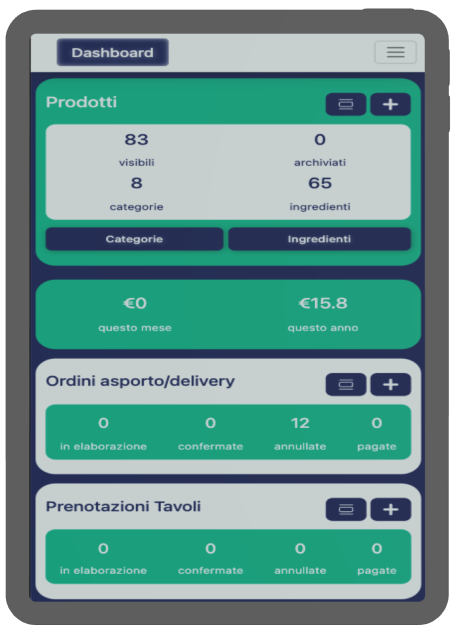 Dashboard
Prodotti
83 0
visibili archiviati
8 65
categorie ingredienti
Categorie Ingredienti
€0 €15.8
questo mese questo anno
Ordini asporto/delivery
0 0 12 0
in elaborazione confermate annullate pagate
Prenotazioni Tavoli
0 0 0 0
in elaborazione confermate annullate pagate